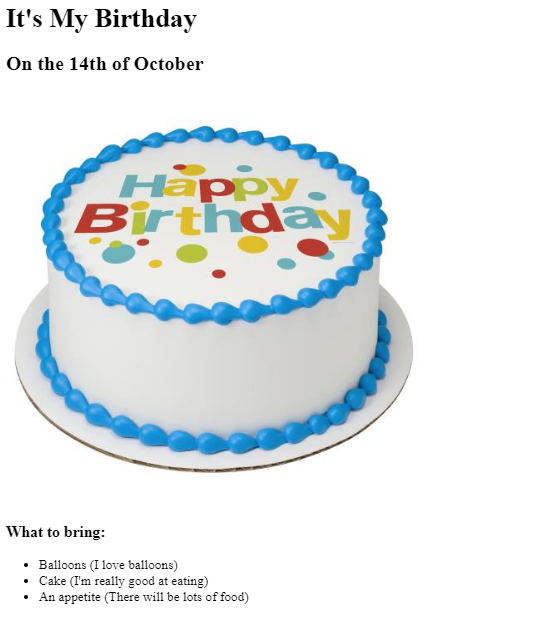 It's My Birthday
On the 14th of October
Happy
Birthday
What to bring:
Balloons (I love balloons)
Cake (I'm really good at eating)
An appetite (There will be lots of food)